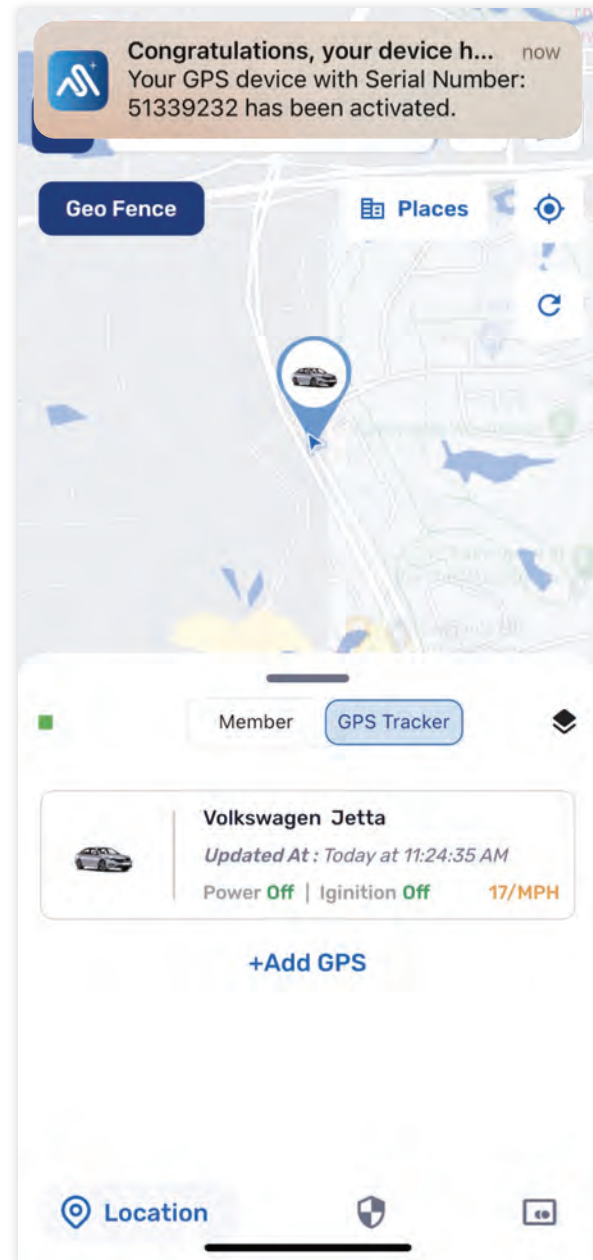 Congratulations, your device h... now
Your GPS device with Serial Number:
51339232 has been activated.
Geo Fence
Places
Member
GPS Tracker
Volkswagen Jetta
Updated At : Today at 11:24:35 AM
Power Off | Iginition Off 17/MPH
+Add GPS
Location